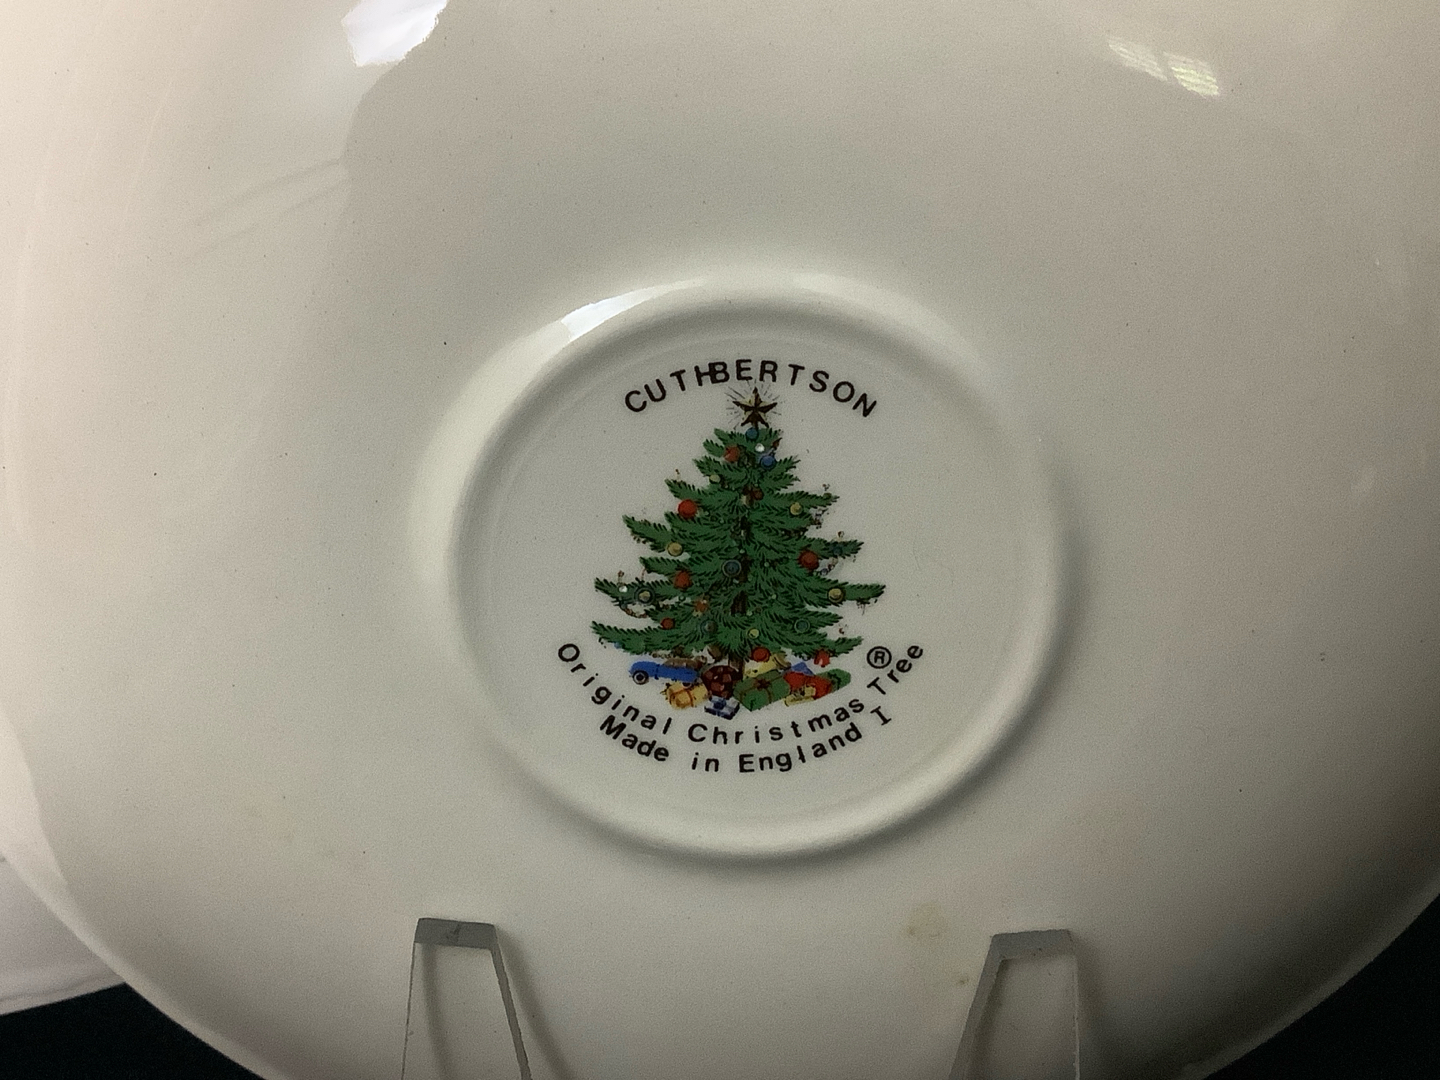 CUTHBERTSON
Original Christmas Tree ®
Made in England I